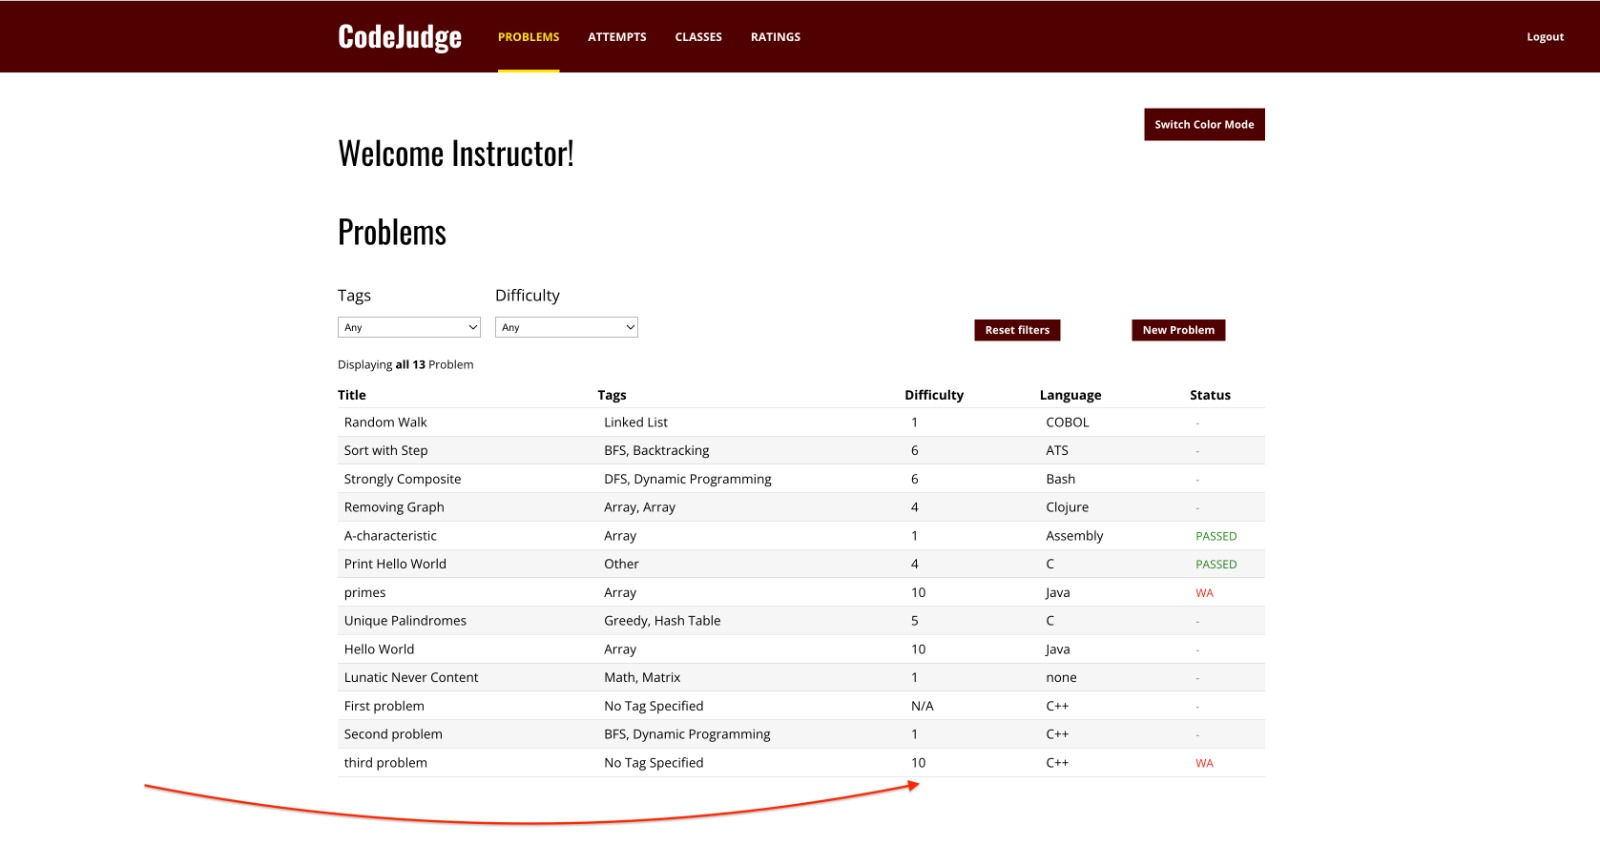 CodeJudge PROBLEMS ATTEMPTS CLASSES RATINGS Logout
Switch Color Mode
Welcome Instructor!
Problems
Tags Difficulty
Any Any Reset filters New Problem
Displaying all 13 Problem
Title Tags Difficulty Language Status
Random Walk Linked List 1 COBOL -
Sort with Step BFS, Backtracking 6 ATS -
Strongly Composite DFS, Dynamic Programming 6 Bash -
Removing Graph Array, Array 4 Clojure -
A-characteristic Array 1 Assembly PASSED
Print Hello World Other 4 C PASSED
primes Array 10 Java WA
Unique Palindromes Greedy, Hash Table 5 C -
Hello World Array 10 Java -
Lunatic Never Content Math, Matrix 1 none -
First problem No Tag Specified N/A C++ -
Second problem BFS, Dynamic Programming 1 C++ -
third problem No Tag Specified 10 C++ WA